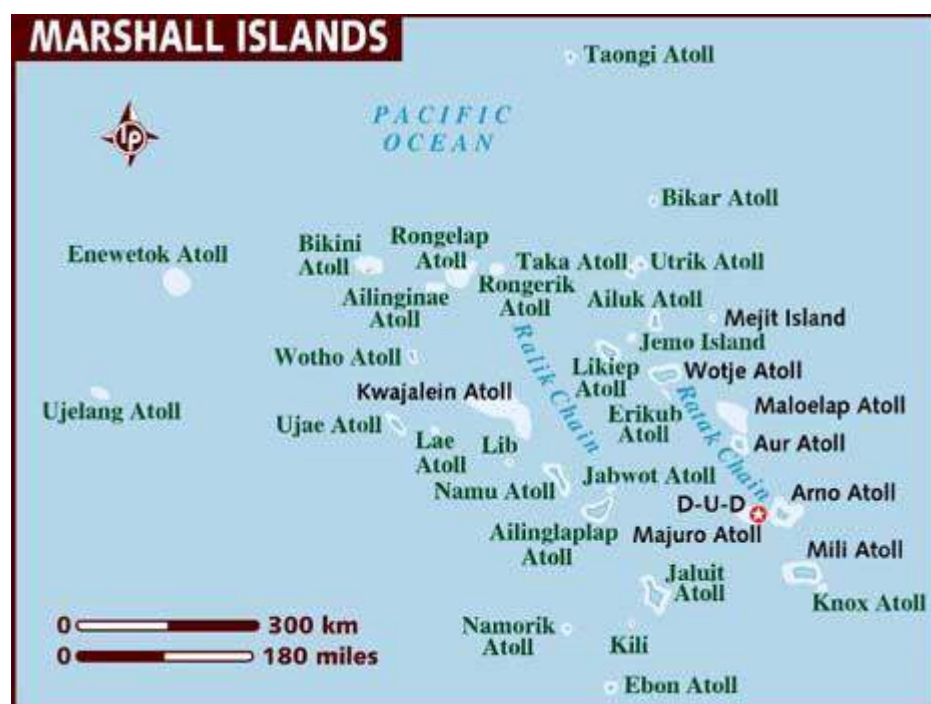 MARSHALL ISLANDS
Taongi Atoll
PACIFIC
OCEAN
lp
Bikar Atoll
Enewetok Atoll
Bikini
Atoll
Rongelap
Atoll
Taka Atoll
Utrik Atoll
Rongerik
Atoll
Ailinginae
Atoll
Ailuk Atoll
Mejit Island
Jemo Island
Ralik Chain
Wotho Atoll
Likiep
Atoll
Wotje Atoll
Kwajalein Atoll
Ratak Chain
Ujelang Atoll
Ujae Atoll
Erikub
Atoll
Maloelap Atoll
Lae
Atoll
Lib
Aur Atoll
Namu Atoll
Jabwot Atoll
D-U-D
Arno Atoll
Ailinglaplap
Atoll
Majuro Atoll
Mili Atoll
Jaluit
Atoll
Knox Atoll
0 300 km
0 180 miles
Namorik
Atoll
Kili
Ebon Atoll